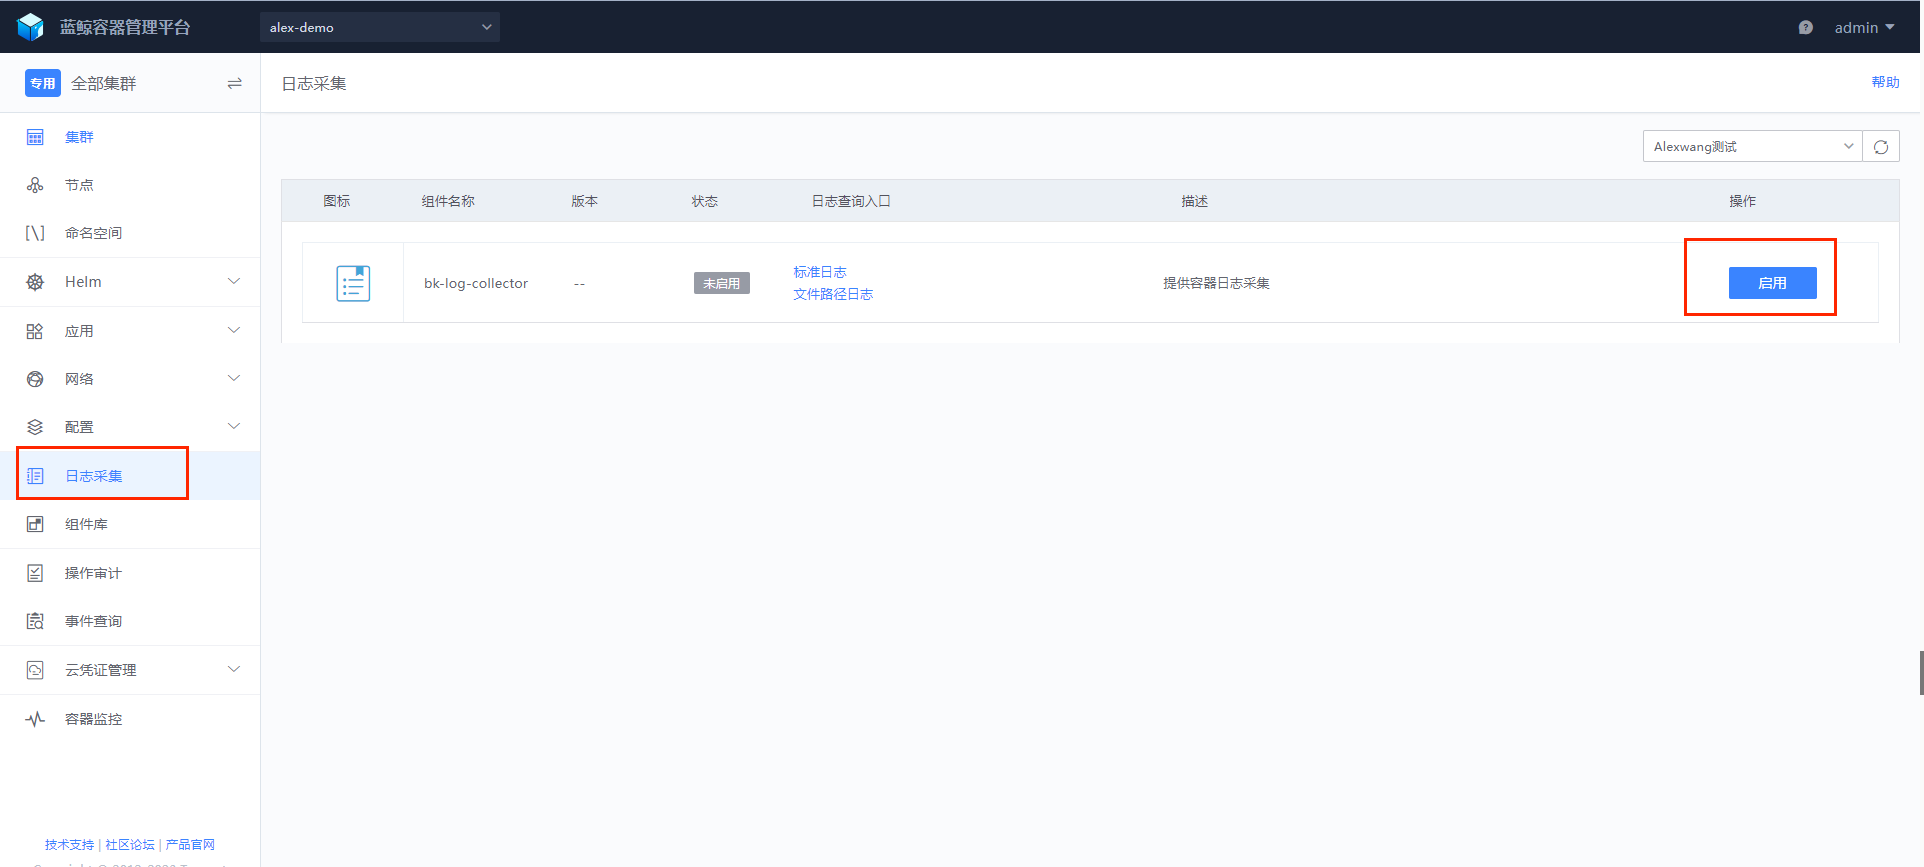 蓝鲸容器管理平台
alex-demo
admin
专用 全部集群
日志采集
帮助
集群
节点
命名空间
Helm
应用
网络
配置
日志采集
组件库
操作审计
事件查询
云凭证管理
容器监控
Alexwang测试
图标 组件名称 版本 状态 日志查询入口 描述 操作
bk-log-collector -- 未启用 标准日志 提供容器日志采集 启用
文件路径日志
技术支持 | 社区论坛 | 产品官网